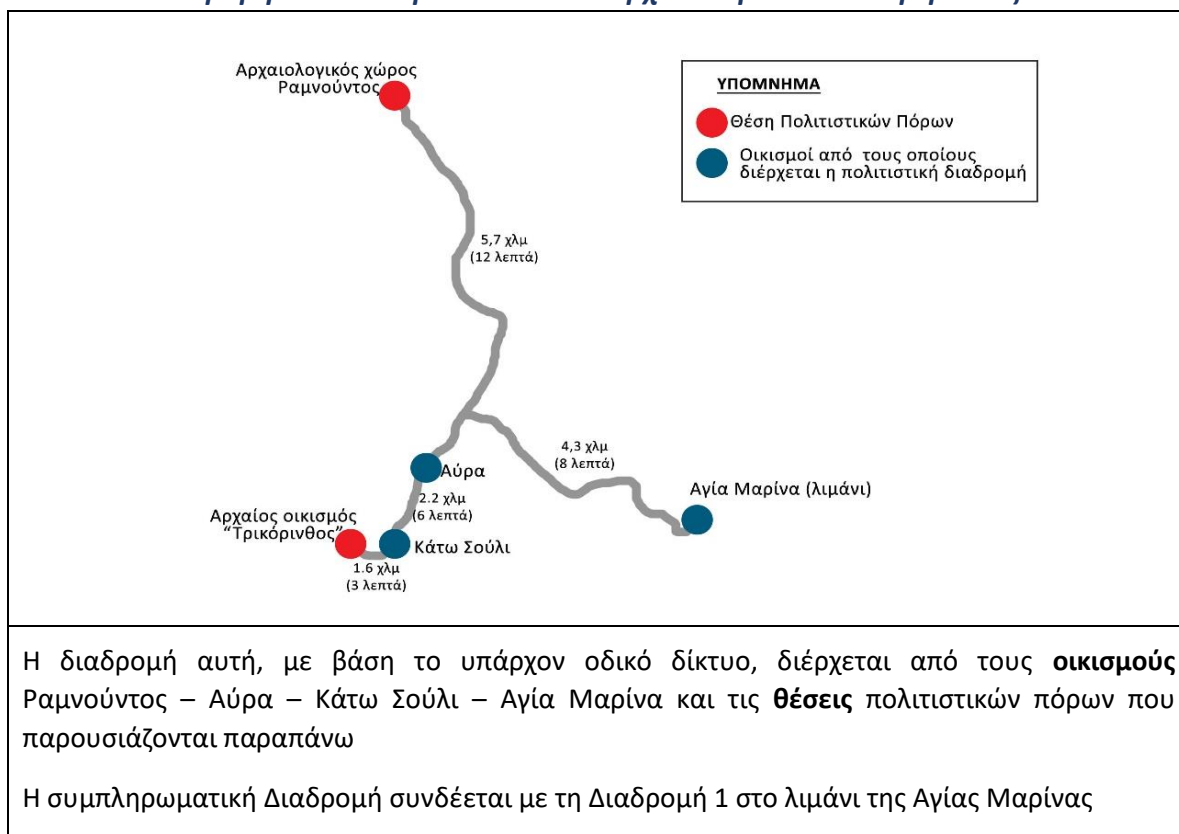 Αρχαιολογικός χώρος
Ραμνούντος
ΥΠΟΜΝΗΜΑ
Θέση Πολιτιστικών Πόρων
Οικισμοί από τους οποίους
διέρχεται η πολιτιστική διαδρομή
5,7 χλμ
(12 λεπτά)
4,3 χλμ
(8 λεπτά)
Αύρα
Αγία Μαρίνα (λιμάνι)
2.2 χλμ
(6 λεπτά)
Αρχαίος οικισμός
“Τρικόρινθος”
Κάτω Σούλι
1.6 χλμ
(3 λεπτά)
Η διαδρομή αυτή, με βάση το υπάρχον οδικό δίκτυο, διέρχεται από τους οικισμούς
Ραμνούντος – Αύρα – Κάτω Σούλι – Αγία Μαρίνα και τις θέσεις πολιτιστικών πόρων που
παρουσιάζονται παραπάνω
Η συμπληρωματική Διαδρομή συνδέεται με τη Διαδρομή 1 στο λιμάνι της Αγίας Μαρίνας